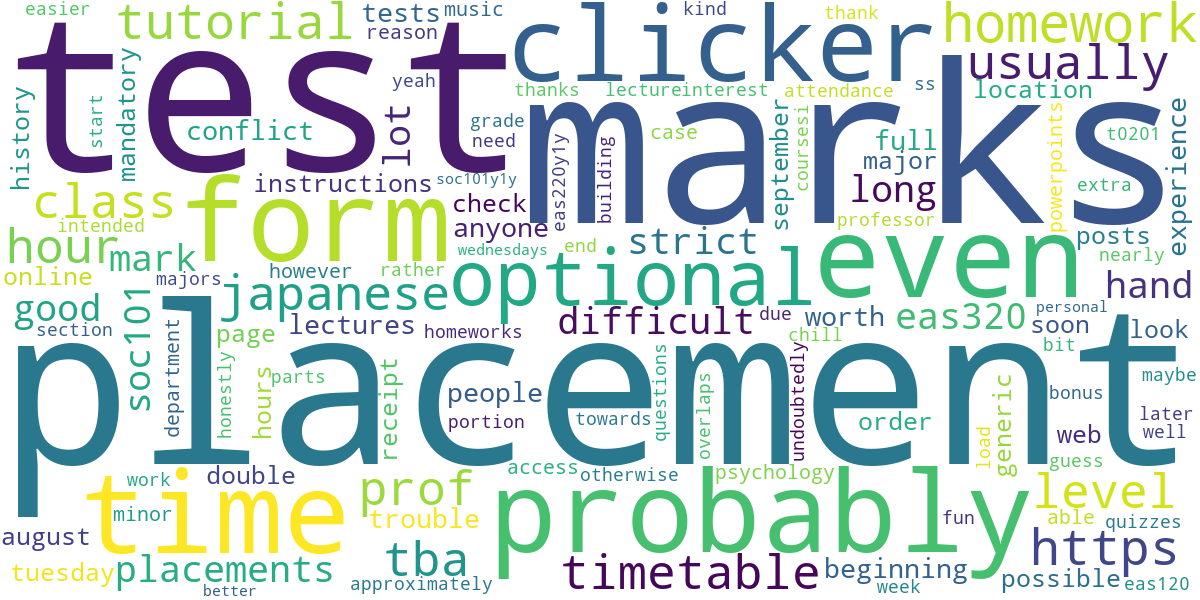 easier
tutorial
tests
music
reason
kind
thank
homework
test
clicker
usually
yeah
thanks
lectureinterest
attendance
ss
location
history
start
mandatory
conflict
lot
grade
need
marks
case
september
coursesi
full
major
powerpoints
t0201
experience
class
form
instructions
soc101y1y
check
eas220y1y
building
long
extra
intended
anyone
professor
hour
mark
wednesdays
end
strict
even
posts
nearly
online
majors
however
rather
optional
hand
good
soc101
japanese
section
department
page
lectures
homeworks
difficult
due
worth
eas320
personal
soon
look
chill
bit
placement
honestly
hours
parts
receipt
people
portion
towards
questions
overlaps
undoubtedly
order
load
generic
bonus
maybe
web
later
well
guess
time
work
double
minor
prof
trouble
access
otherwise
psychology
probably
level
fun
able
quizzes
august
tuesday
placements
better
tba
approximately
timetable
beginning
week
https
possible
eas120